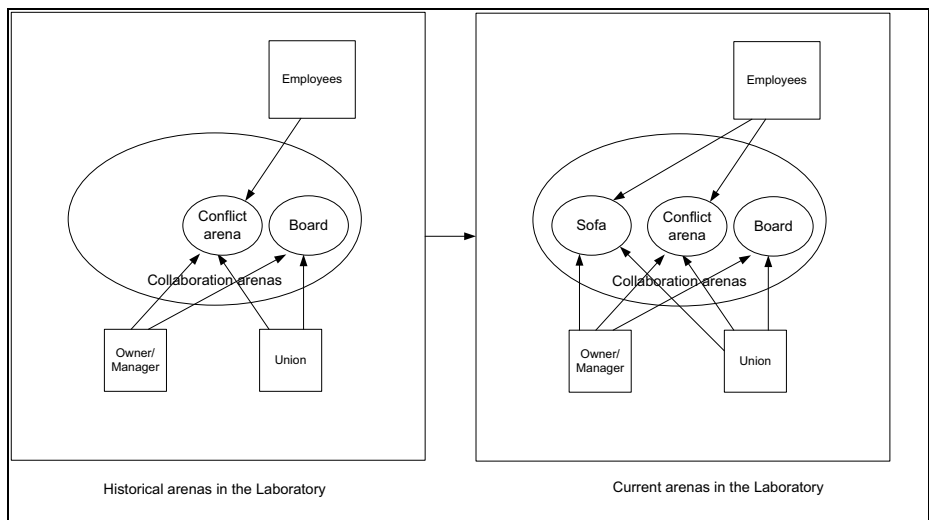 Employees
Conflict
arena
Board
Collaboration arenas
Owner/
Manager
Union
Historical arenas in the Laboratory
Employees
Sofa
Conflict
arena
Board
Collaboration arenas
Owner/
Manager
Union
Current arenas in the Laboratory